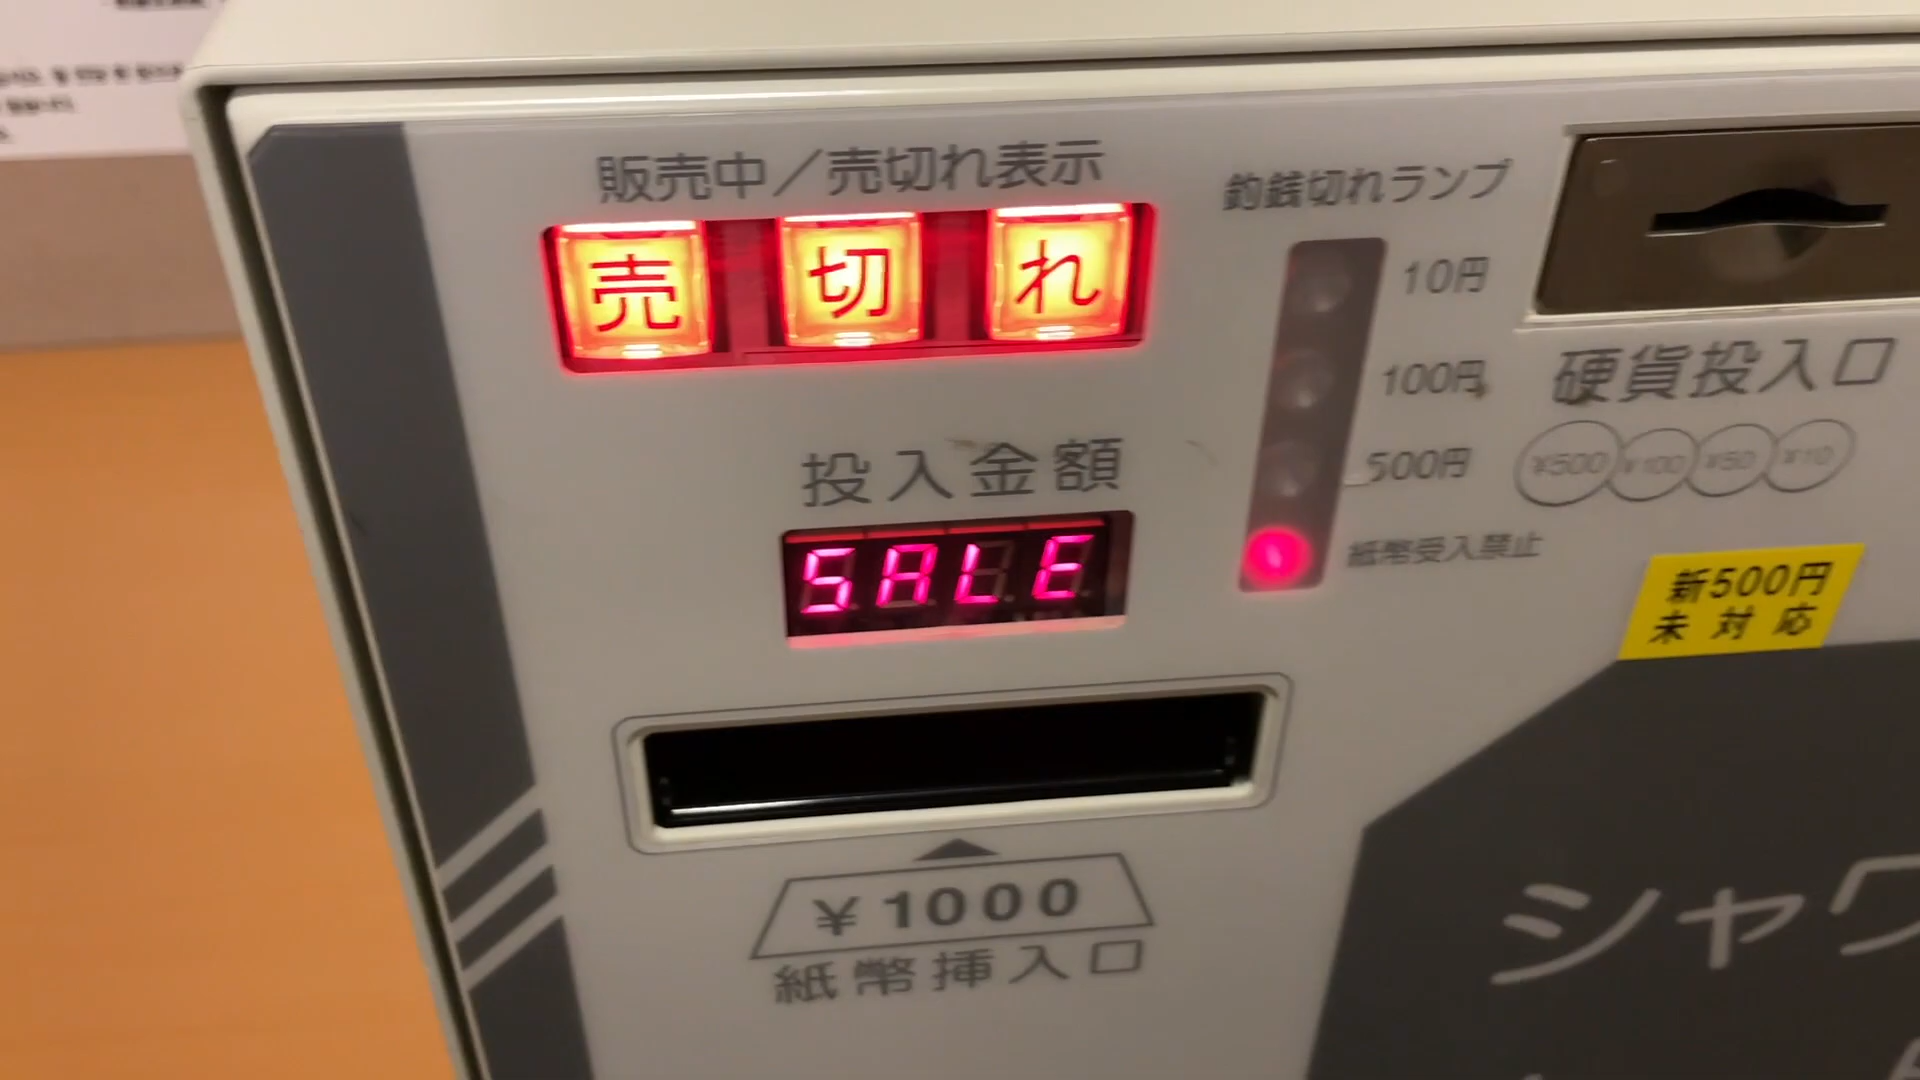 販売中／売切れ表示
売 切 れ
釣銭切れランプ
10円
100円
500円
紙幣受入禁止
硬貨投入口
¥500 ¥100 ¥50 ¥10
新500円
未対応
投入金額
SALE
¥1000
紙幣挿入口
シャワ